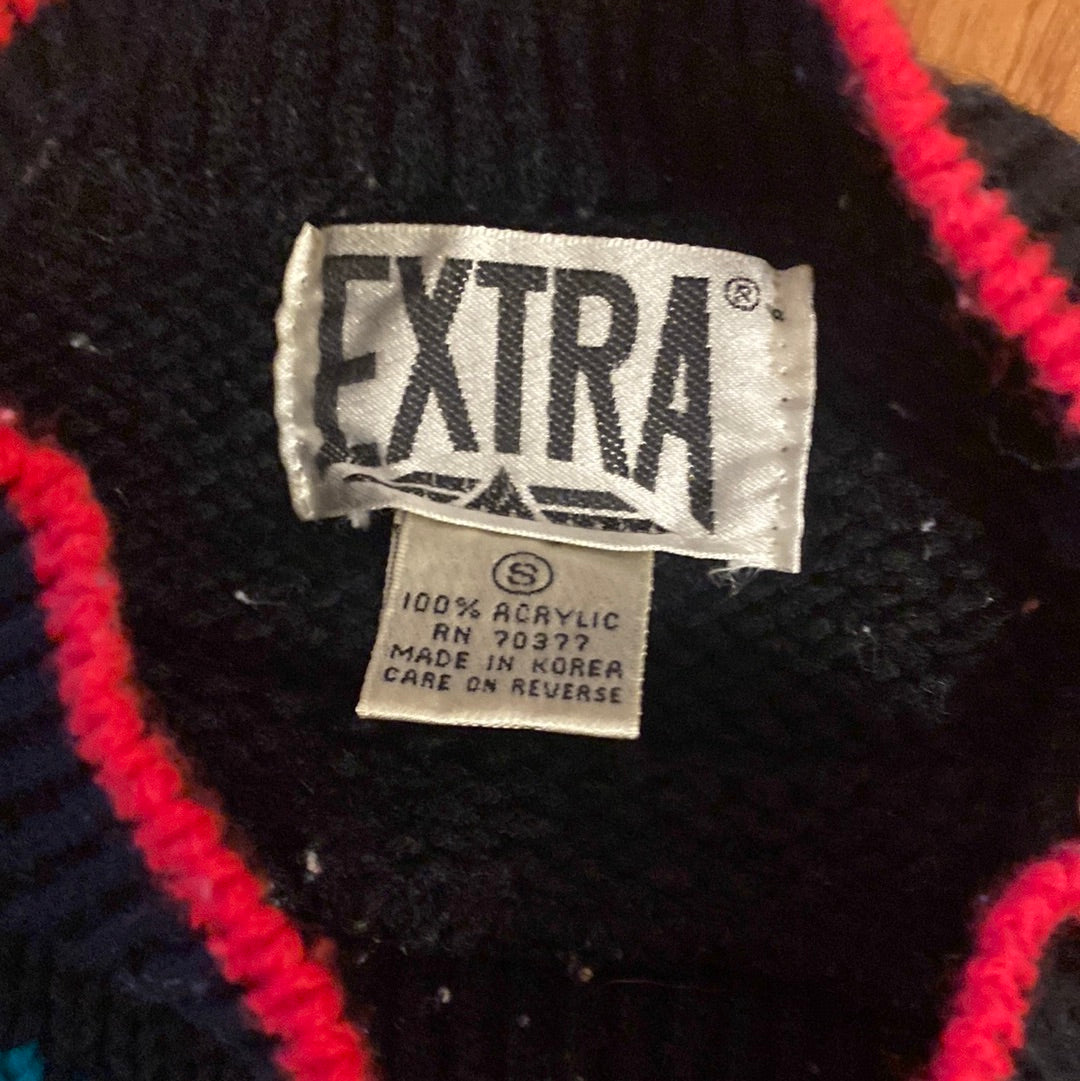 EXTRA®
S
100% ACRYLIC
RN 70377
MADE IN KOREA
CARE ON REVERSE